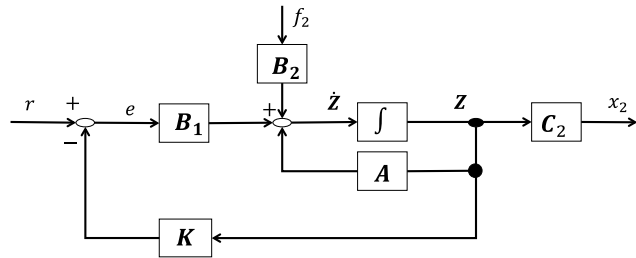 f₂
B₂
r + e B₁ + Ż ∫ Z C₂ x₂
−
A
K